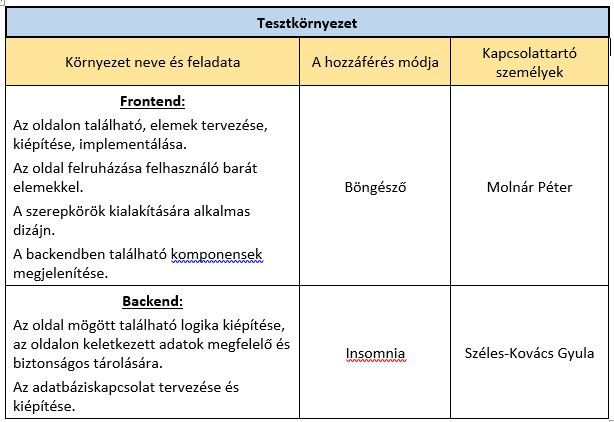 Tesztkörnyezet
Környezet neve és feladata
A hozzáférés módja
Kapcsolattartó
személyek
Frontend:
Az oldalon található, elemek tervezése,
kiépítése, implementálása.
Az oldal felruházása felhasználó barát
elemekkel.
A szerepkörök kialakítására alkalmas
dizájn.
A backendben található komponensek
megjelenítése.
Böngésző
Molnár Péter
Backend:
Az oldal mögött található logika kiépítése,
az oldalon keletkezett adatok megfelelő és
biztonságos tárolására.
Az adatbáziskapcsolat tervezése és
kiépítése.
Insomnia
Széles-Kovács Gyula